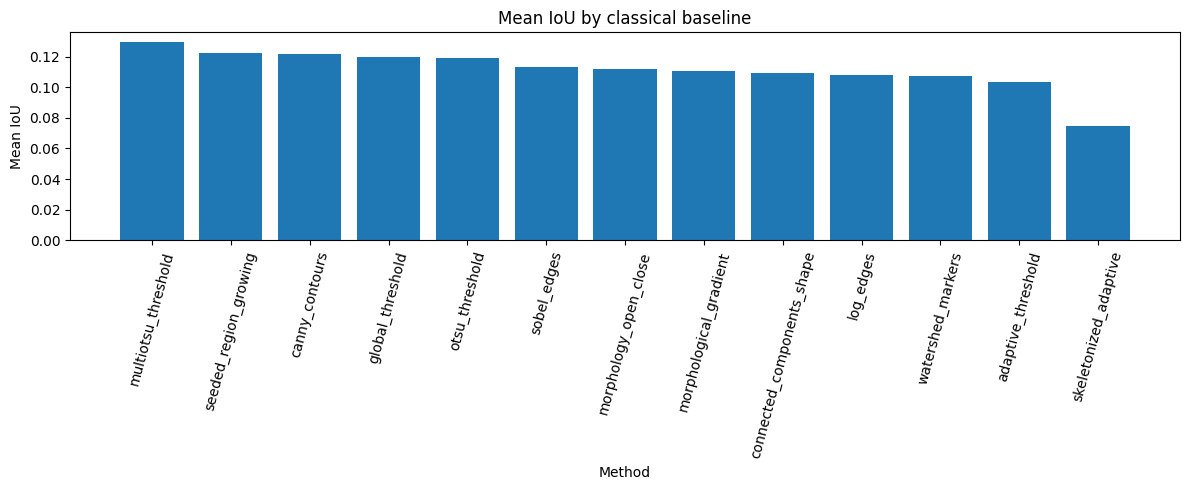 Mean IoU by classical baseline
Mean IoU
0.12
0.10
0.08
0.06
0.04
0.02
0.00
multiotsu_threshold
seeded_region_growing
canny_contours
global_threshold
otsu_threshold
sobel_edges
morphology_open_close
morphological_gradient
connected_components_shape
log_edges
watershed_markers
adaptive_threshold
skeletonized_adaptive
Method